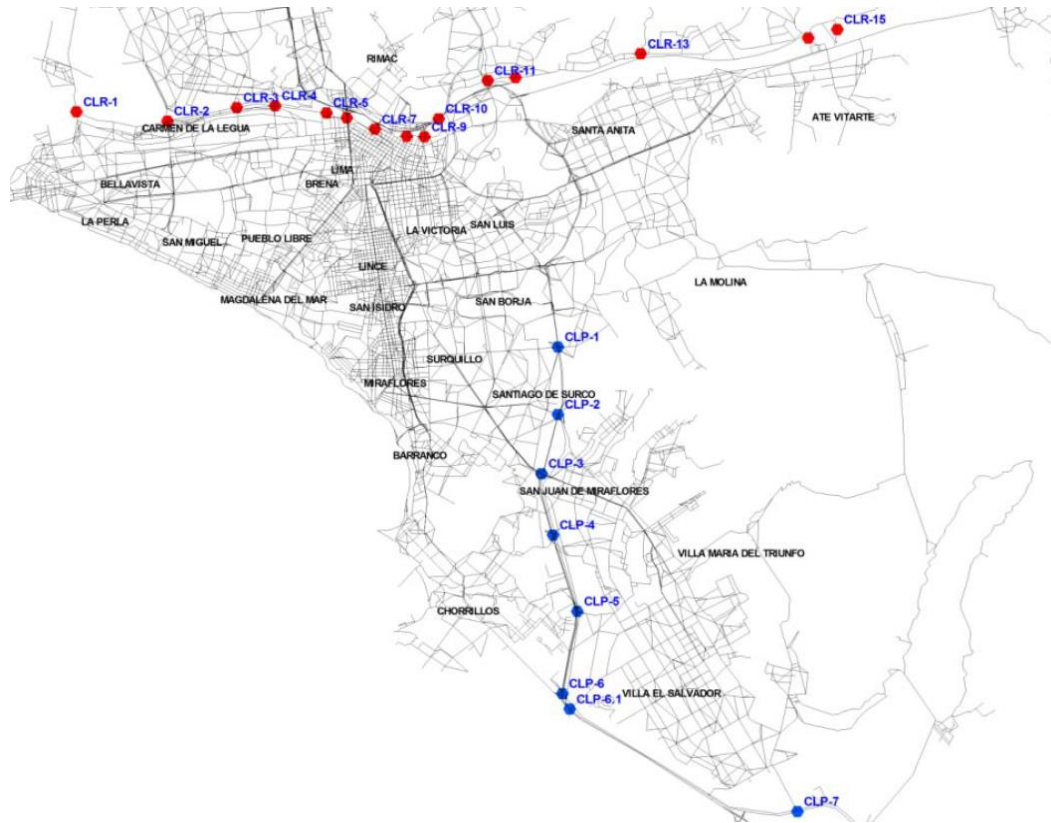 CLR-15
CLR-13
RIMAC
CLR-11
CLR-1
CLR-3
CLR-4
CLR-2
CLR-5
CLR-10
ATE VITARTE
CARMEN DE LA LEGUA
CLR-7
CLR-9
SANTA ANITA
LIMA
BELLAVISTA
BRENA
LA PERLA
SAN LUIS
LA VICTORIA
PUEBLO LIBRE
SAN MIGUEL
LINCE
LA MOLINA
MAGDALENA DEL MAR
SAN BORJA
SAN ISIDRO
CLP-1
SURQUILLO
MIRAFLORES
SANTIAGO DE SURCO
CLP-2
BARRANCO
CLP-3
SAN JUAN DE MIRAFLORES
CLP-4
VILLA MARIA DEL TRIUNFO
CLP-5
CHORRILLOS
CLP-6
VILLA EL SALVADOR
CLP-6.1
CLP-7